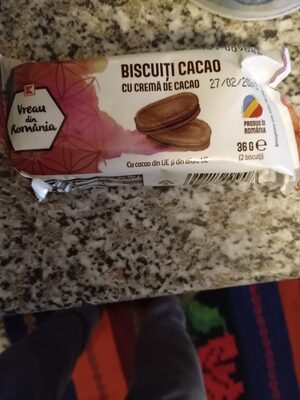 BISCUIȚI CACAO
CU CREMĂ DE CACAO
Vreau
din
România
PRODUS ÎN
ROMÂNIA
36 G e
(2 biscuiți)
Cu cacao din UE și din afara UE